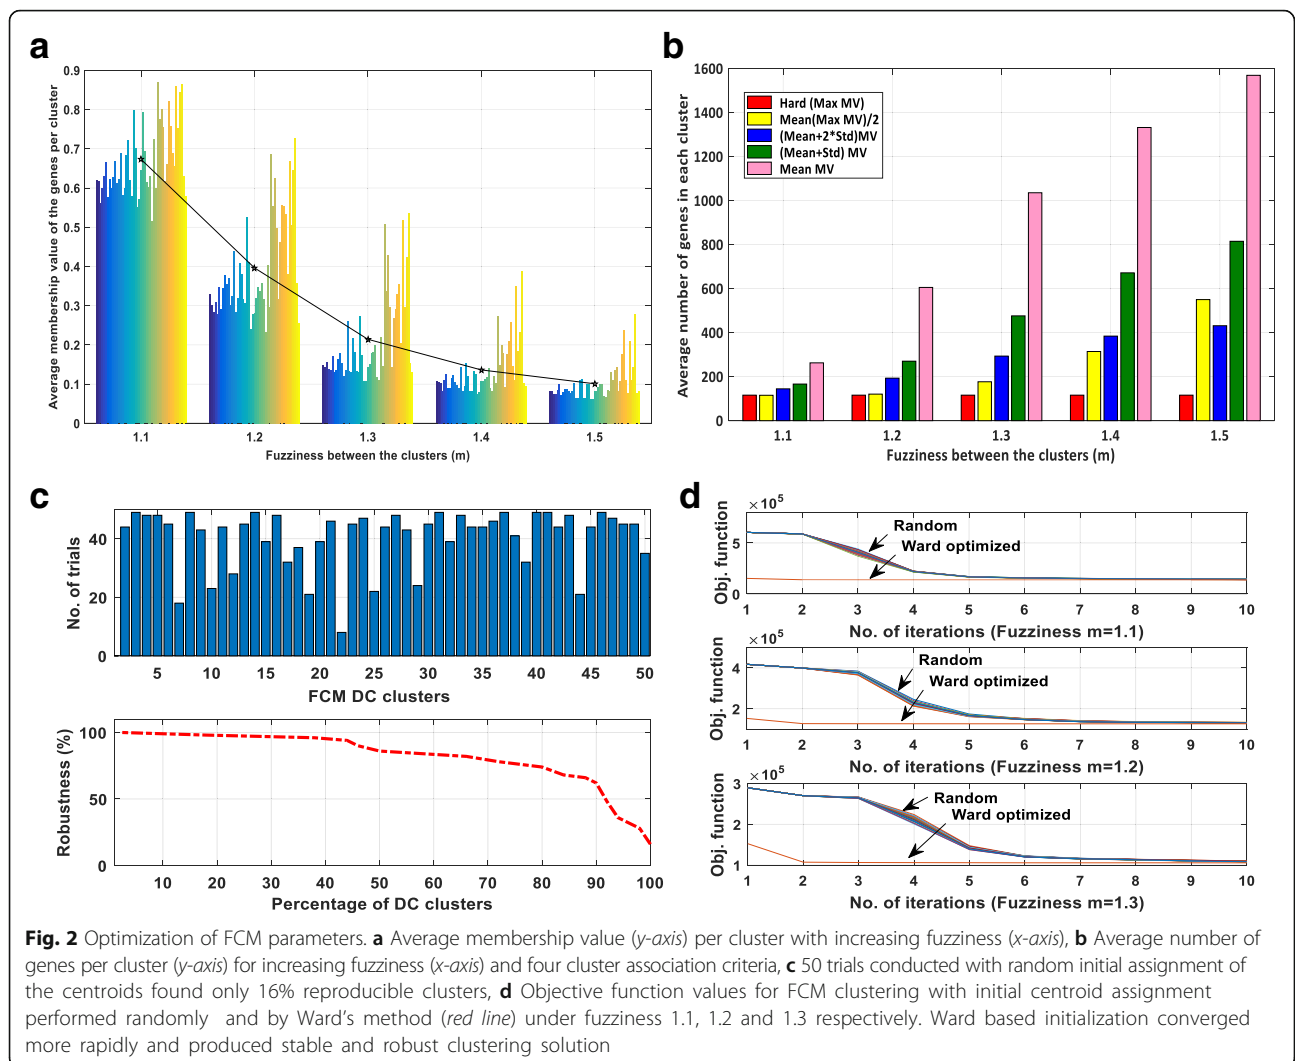 a
Average membership value of the genes per cluster
0.9
0.8
0.7
0.6
0.5
0.4
0.3
0.2
0.1
0
1.1 1.2 1.3 1.4 1.5
Fuzziness between the clusters (m)
b
Average number of genes in each cluster
1600
1400
1200
1000
800
600
400
200
0
Hard (Max MV)
Mean(Max MV)/2
(Mean+2*Std)MV
(Mean+Std) MV
Mean MV
1.1 1.2 1.3 1.4 1.5
Fuzziness between the clusters (m)
c
No. of trials
40
20
0
5 10 15 20 25 30 35 40 45 50
FCM DC clusters
Robustness (%)
100
50
0
10 20 30 40 50 60 70 80 90 100
Percentage of DC clusters
d
×10⁵
Obj. function
5
0
Random
Ward optimized
1 2 3 4 5 6 7 8 9 10
No. of iterations (Fuzziness m=1.1)
×10⁵
Obj. function
4
2
Random
Ward optimized
1 2 3 4 5 6 7 8 9 10
No. of iterations (Fuzziness m=1.2)
×10⁵
Obj. function
3
2
1
Random
Ward optimized
1 2 3 4 5 6 7 8 9 10
No. of iterations (Fuzziness m=1.3)
Fig. 2 Optimization of FCM parameters. a Average membership value (y-axis) per cluster with increasing fuzziness (x-axis), b Average number of
genes per cluster (y-axis) for increasing fuzziness (x-axis) and four cluster association criteria, c 50 trials conducted with random initial assignment of
the centroids found only 16% reproducible clusters, d Objective function values for FCM clustering with initial centroid assignment
performed randomly and by Ward's method (red line) under fuzziness 1.1, 1.2 and 1.3 respectively. Ward based initialization converged
more rapidly and produced stable and robust clustering solution